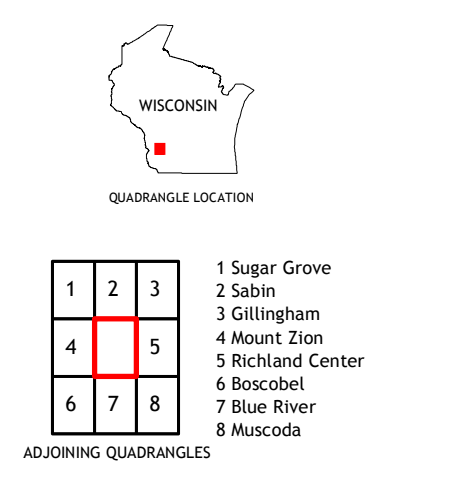 WISCONSIN
QUADRANGLE LOCATION
1 2 3
4 5
6 7 8
ADJOINING QUADRANGLES
1 Sugar Grove
2 Sabin
3 Gillingham
4 Mount Zion
5 Richland Center
6 Boscobel
7 Blue River
8 Muscoda